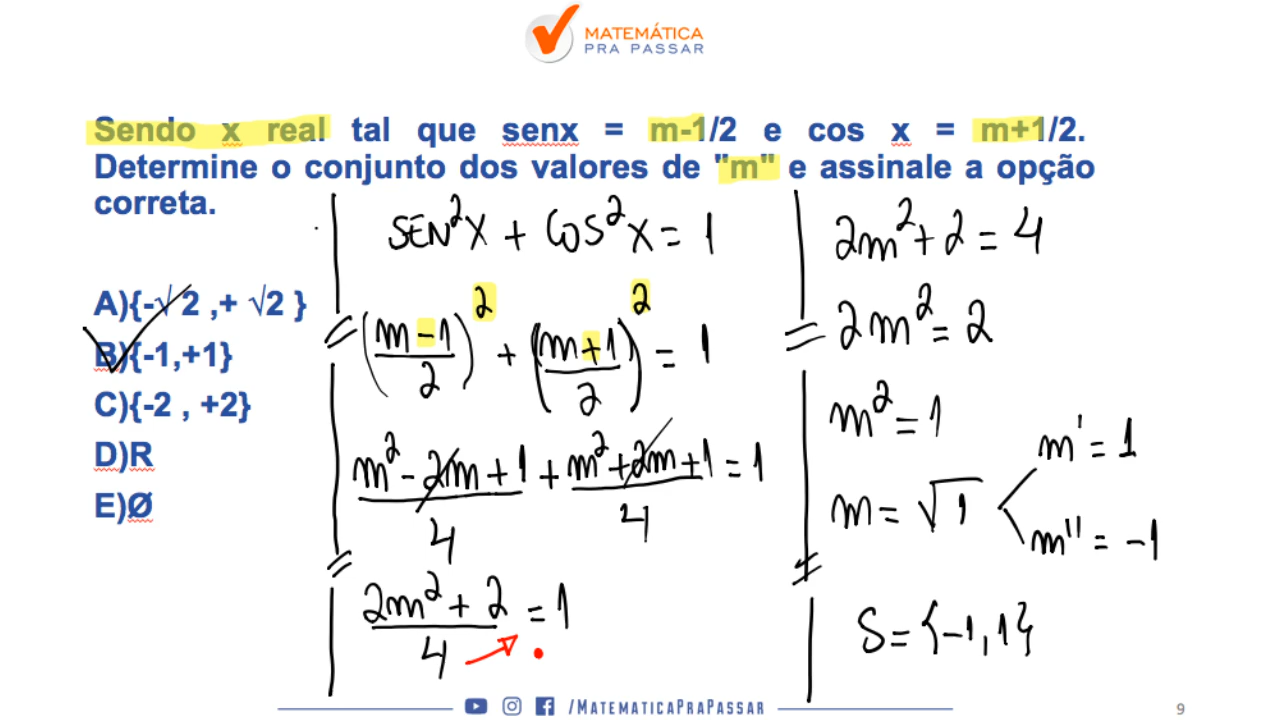 MATEMÁTICA
PRA PASSAR
Sendo x real tal que senx = m-1/2 e cos x = m+1/2.
Determine o conjunto dos valores de "m" e assinale a opção
correta.
A){-√ 2 ,+ √2 }
B){-1,+1}
C){-2 , +2}
D)R
E)Ø
SEN²X + COS²X = 1
((m - 1)/2)² + ((m + 1)/2)² = 1
(m² - 2m + 1)/4 + (m² + 2m + 1)/4 = 1
(2m² + 2)/4 = 1
2m² + 2 = 4
2m² = 2
m² = 1
m = √1
m' = 1
m'' = -1
S = {-1, 1}
/MATEMATICAPRAPASSAR
9